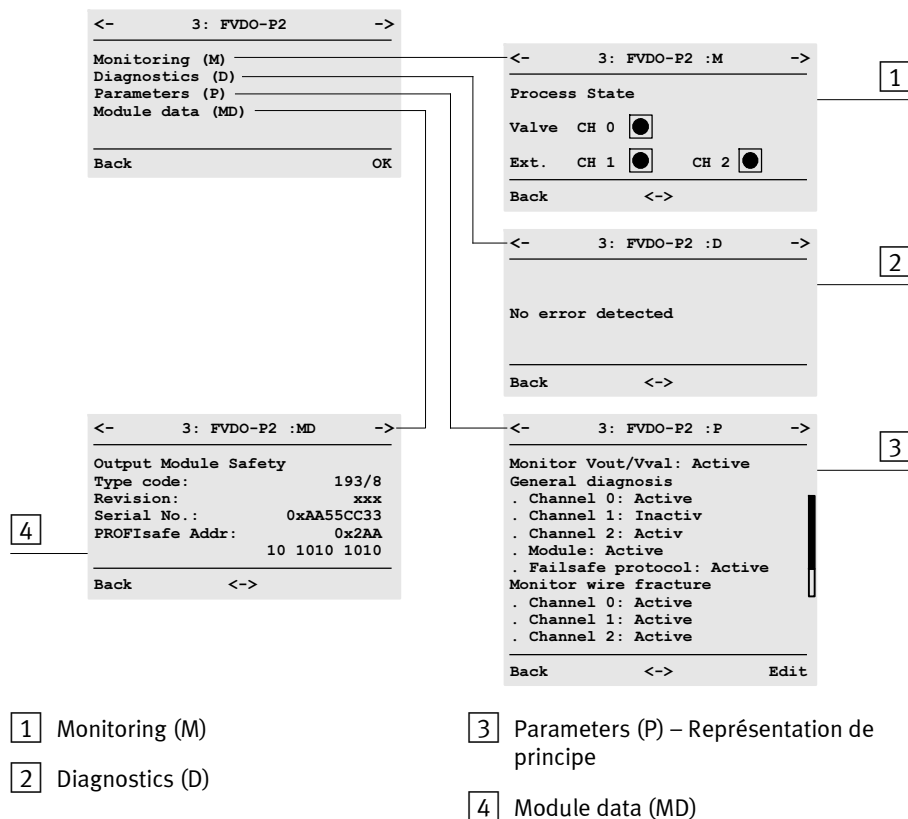 <- 3: FVDO-P2 ->
Monitoring (M)
Diagnostics (D)
Parameters (P)
Module data (MD)
Back OK
<- 3: FVDO-P2 :M ->
Process State
Valve CH 0
Ext. CH 1 CH 2
Back <->
1
<- 3: FVDO-P2 :D ->
No error detected
Back <->
2
<- 3: FVDO-P2 :MD ->
Output Module Safety
Type code: 193/8
Revision: xxx
Serial No.: 0xAA55CC33
PROFIsafe Addr: 0x2AA
10 1010 1010
Back <->
4
<- 3: FVDO-P2 :P ->
Monitor Vout/Vval: Active
General diagnosis
. Channel 0: Active
. Channel 1: Inactiv
. Channel 2: Activ
. Module: Active
. Failsafe protocol: Active
Monitor wire fracture
. Channel 0: Active
. Channel 1: Active
. Channel 2: Active
Back <-> Edit
3
1 Monitoring (M)
2 Diagnostics (D)
3 Parameters (P) – Représentation de
principe
4 Module data (MD)